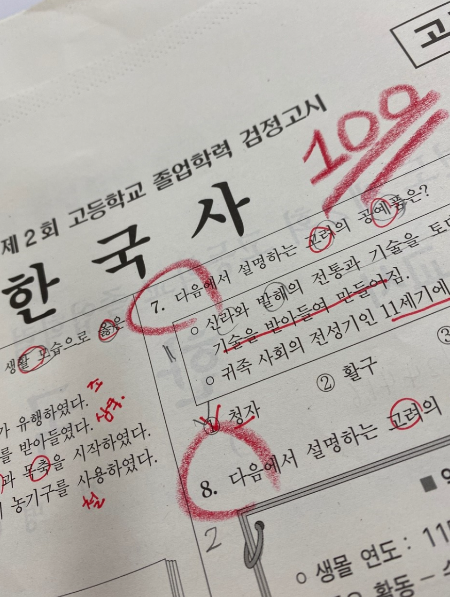 고
제2회 고등학교 졸업학력 검정고시
100
한국사
생활 모습으로 옳은
가 유행하였다.
를 받아들였다.
과 목축을 시작하였다.
농기구를 사용하였다.
7. 다음에서 설명하는 고려의 공예품은?
○ 신라와 발해의 전통과 기술을 토대
기술을 받아들여 만들어짐.
○ 귀족 사회의 전성기인 11세기에
① 청자
② 활구
③
8. 다음에서 설명하는 고려의
2
■
○ 생몰 연도:
활동 –